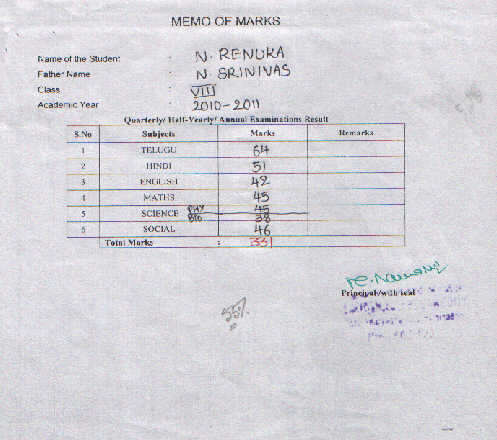 MEMO OF MARKS
Name of the Student : N. RENUKA
Father Name : N. SRINIVAS
Class : VIII
Academic Year : 2010-2011
Quarterly/ Half-Yearly/ Annual Examinations Result
S.No Subjects Marks Remarks
1 TELUGU 64
2 HINDI 51
3 ENGLISH 42
4 MATHS 45
5 SCIENCE PHY 45
BIO 38
6 SOCIAL 46
Total Marks : 331
Principal/with seal
55%